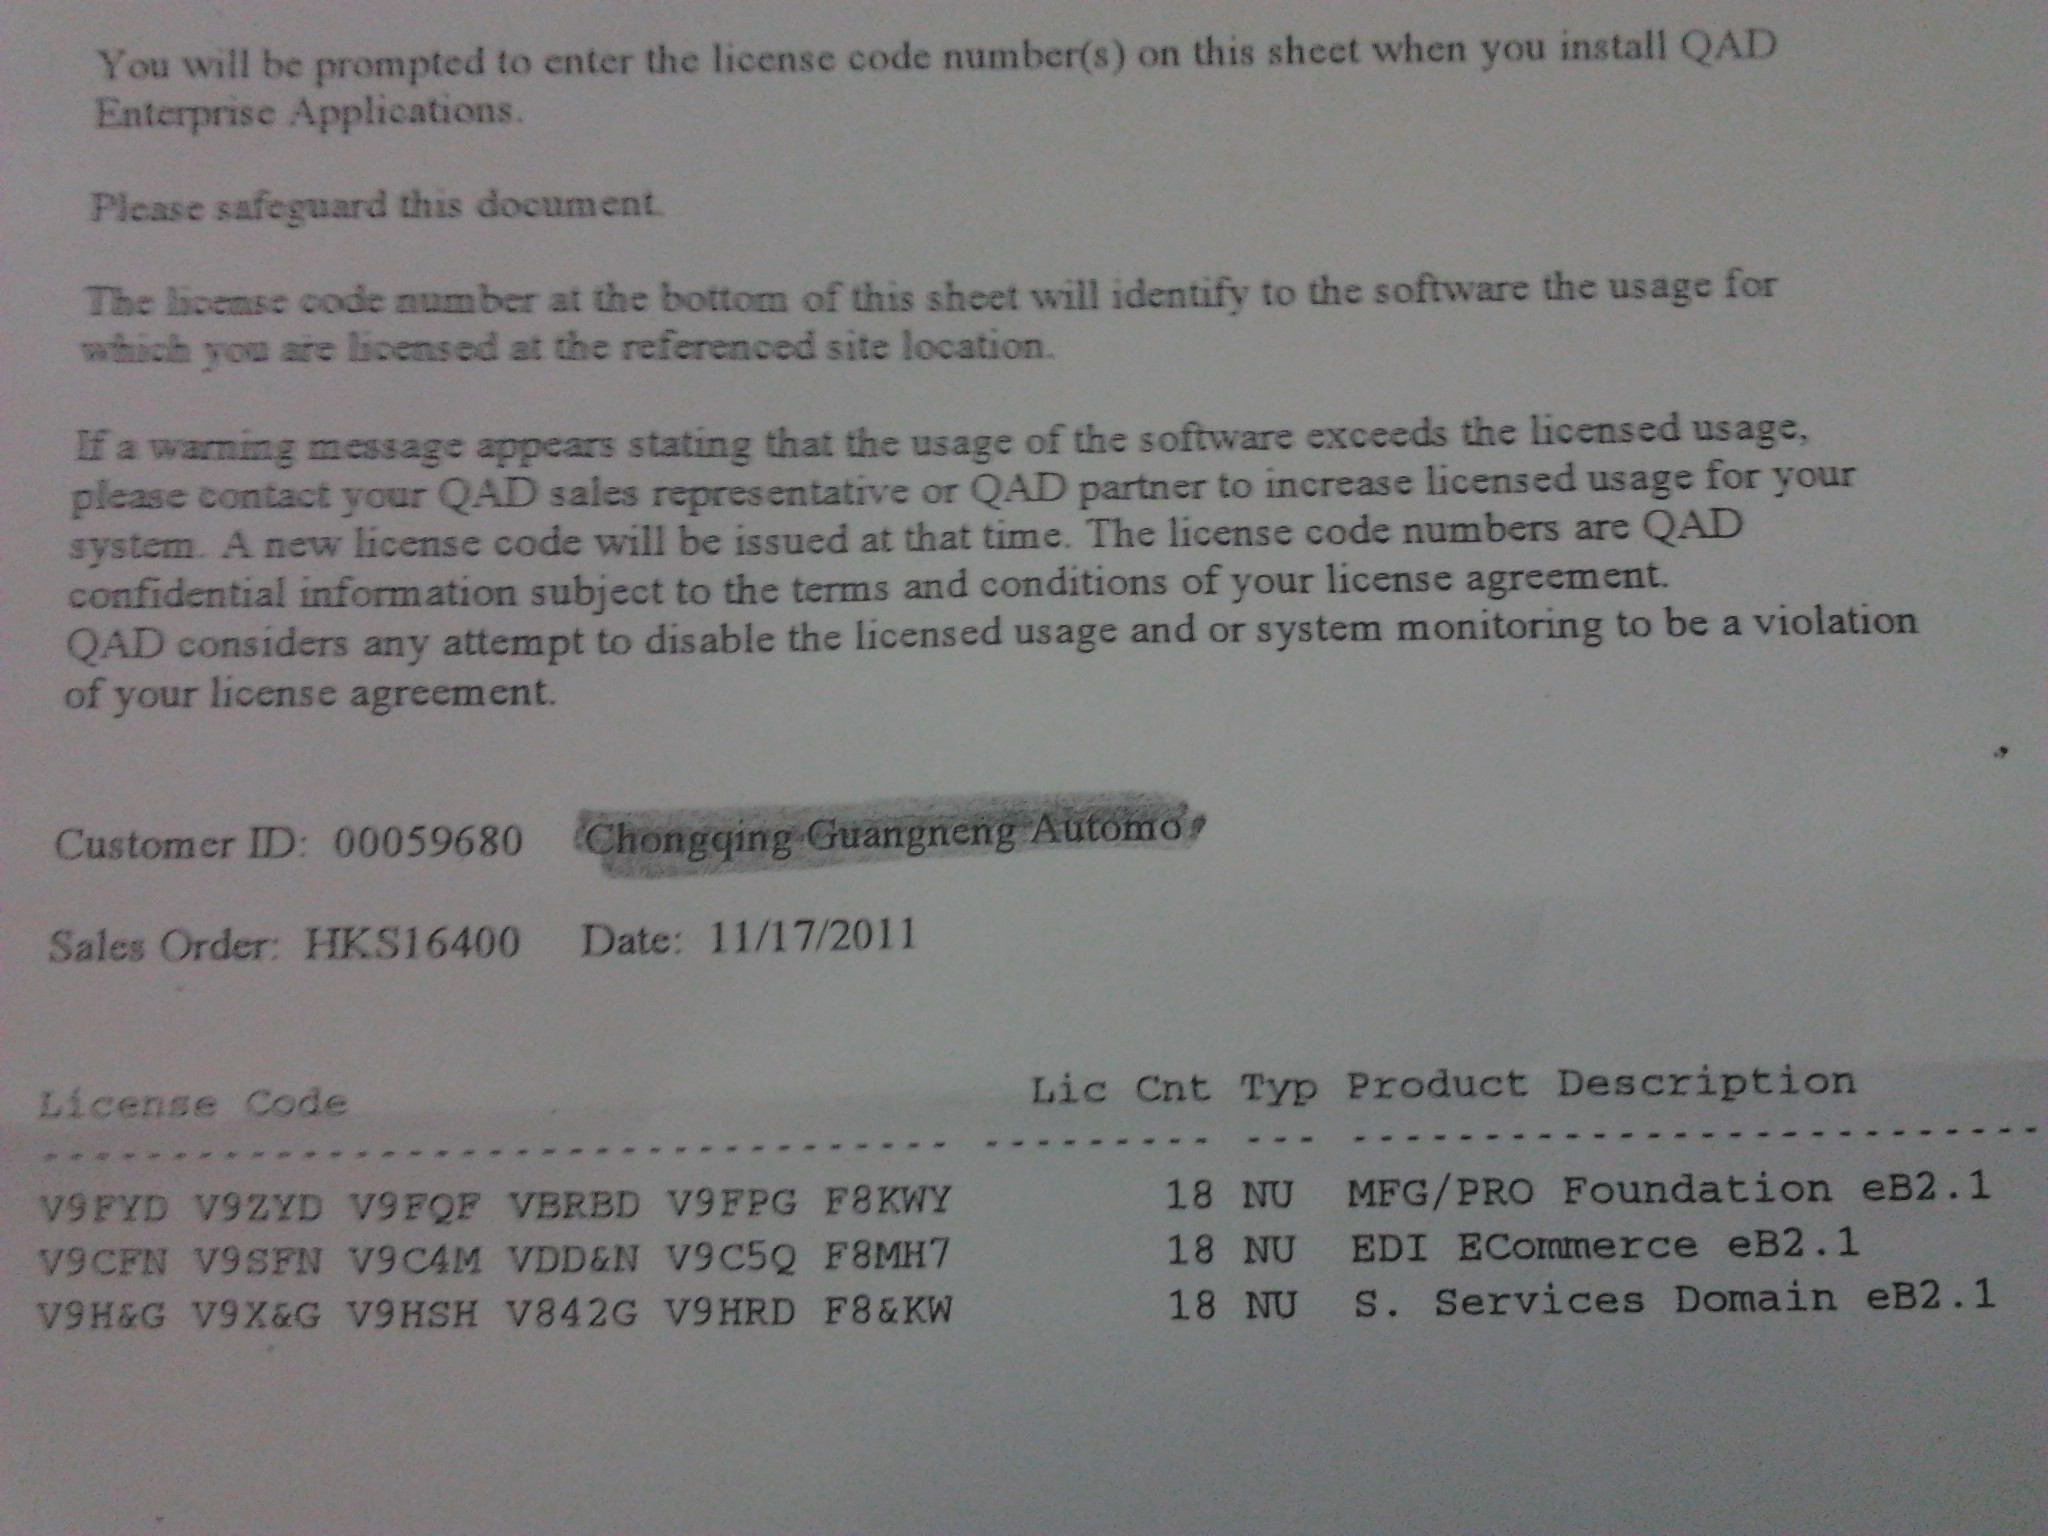 You will be prompted to enter the license code number(s) on this sheet when you install QAD
Enterprise Applications.
Please safeguard this document.
The license code number at the bottom of this sheet will identify to the software the usage for
which you are licensed at the referenced site location.
If a warning message appears stating that the usage of the software exceeds the licensed usage,
please contact your QAD sales representative or QAD partner to increase licensed usage for your
system. A new license code will be issued at that time. The license code numbers are QAD
confidential information subject to the terms and conditions of your license agreement.
QAD considers any attempt to disable the licensed usage and or system monitoring to be a violation
of your license agreement.
Customer ID: 00059680 Chongqing Guangneng Automo
Sales Order: HKS16400 Date: 11/17/2011
License Code Lic Cnt Typ Product Description
V9FYD V9ZYD V9FQF VBRBD V9FPG F8KWY 18 NU MFG/PRO Foundation eB2.1
V9CFN V9SFN V9C4M VDD&N V9C5Q F8MH7 18 NU EDI ECommerce eB2.1
V9H&G V9X&G V9HSH V842G V9HRD F8&KW 18 NU S. Services Domain eB2.1